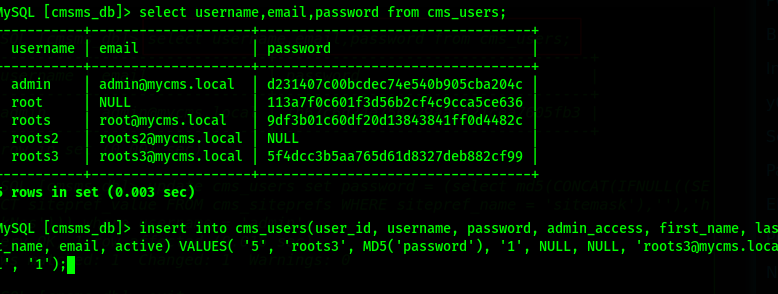 MySQL [cmsms_db]> select username,email,password from cms_users;
-----------+--------------------+----------------------------------+
username | email | password |
-----------+--------------------+----------------------------------+
admin | admin@mycms.local | d231407c00bcdec74e540b905cba204c |
root | NULL | 113a7f0c601f3d56b2cf4c9cca5ce636 |
roots | root@mycms.local | 9df3b01c60df20d13843841ff0d4482c |
roots2 | roots2@mycms.local | NULL |
roots3 | roots3@mycms.local | 5f4dcc3b5aa765d61d8327deb882cf99 |
-----------+--------------------+----------------------------------+
5 rows in set (0.003 sec)
MySQL [cmsms_db]> insert into cms_users(user_id, username, password, admin_access, first_name, las
t_name, email, active) VALUES( '5', 'roots3', MD5('password'), '1', NULL, NULL, 'roots3@mycms.loca
l', '1');